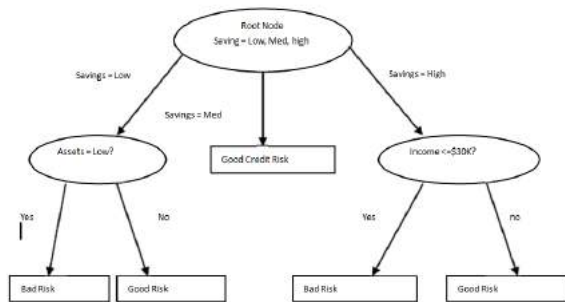 Root Node
Saving = Low, Med, high
Savings = Low
Savings = High
Savings = Med
Assets = Low?
Good Credit Risk
Income <=$30K?
Yes
No
Yes
no
Bad Risk
Good Risk
Bad Risk
Good Risk